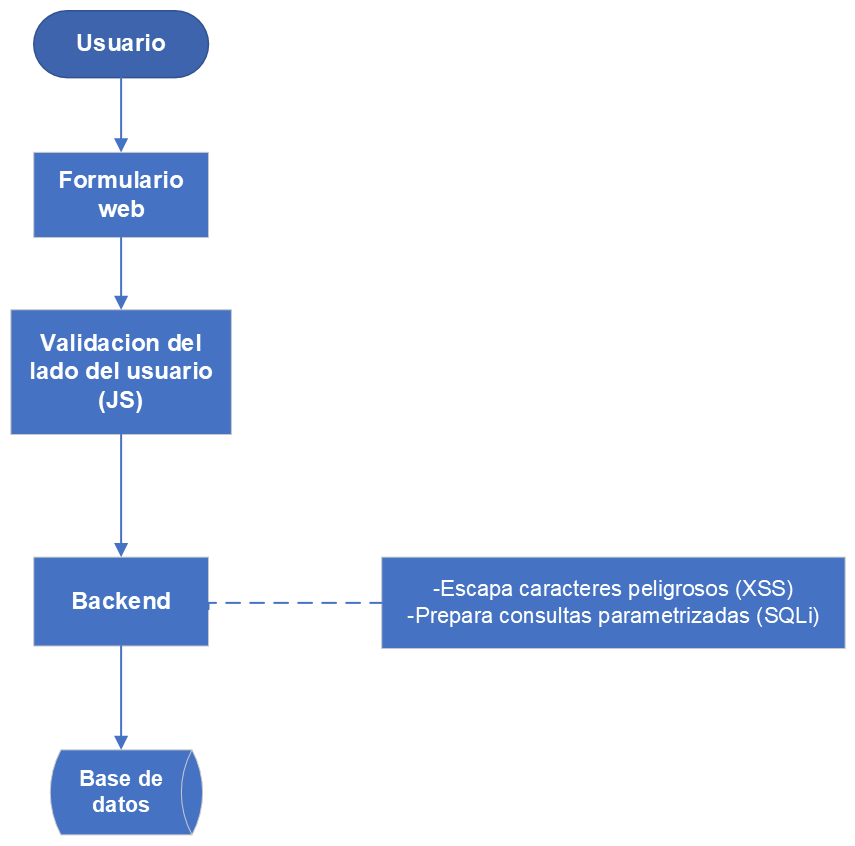 Usuario
Formulario
web
Validacion del
lado del usuario
(JS)
Backend
-Escapa caracteres peligrosos (XSS)
-Prepara consultas parametrizadas (SQLi)
Base de
datos